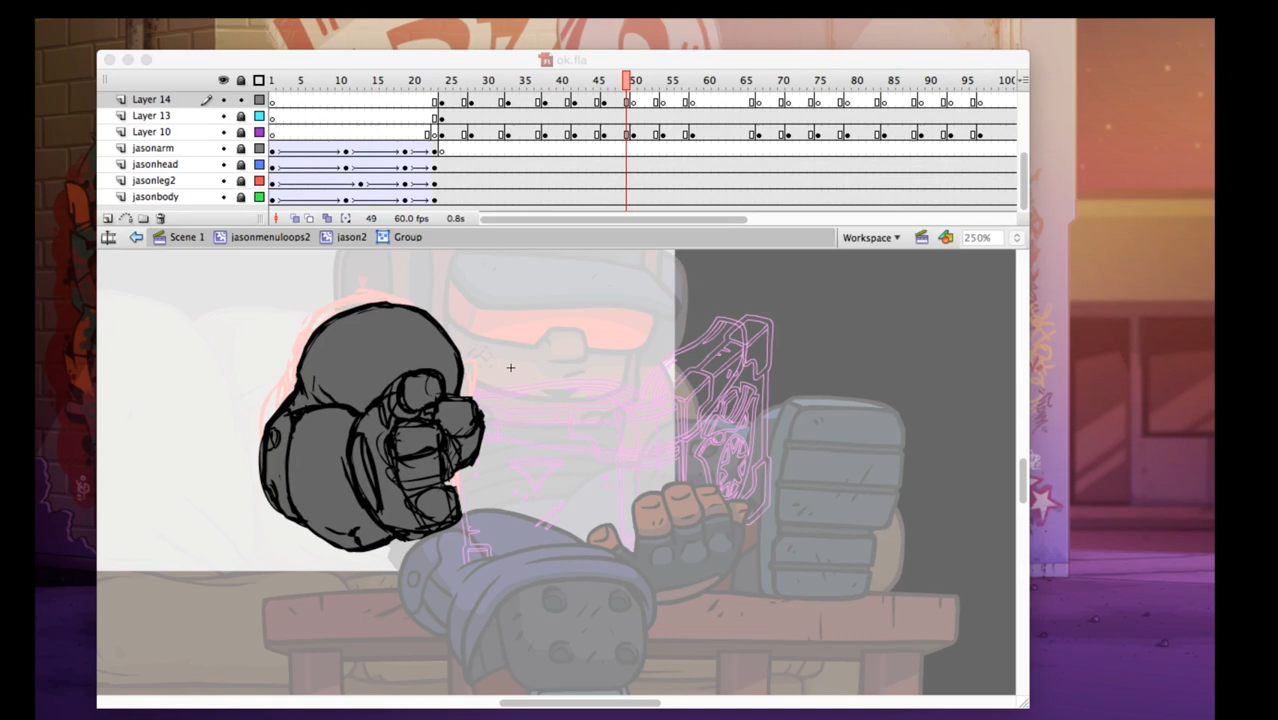 ok.fla
1 5 10 15 20 25 30 35 40 45 50 55 60 65 70 75 80 85 90 95 100
Layer 14
Layer 13
Layer 10
jasonarm
jasonhead
jasonleg2
jasonbody
49 60.0 fps 0.8s
Scene 1 jasonmenuloops2 jason2 Group Workspace 250%